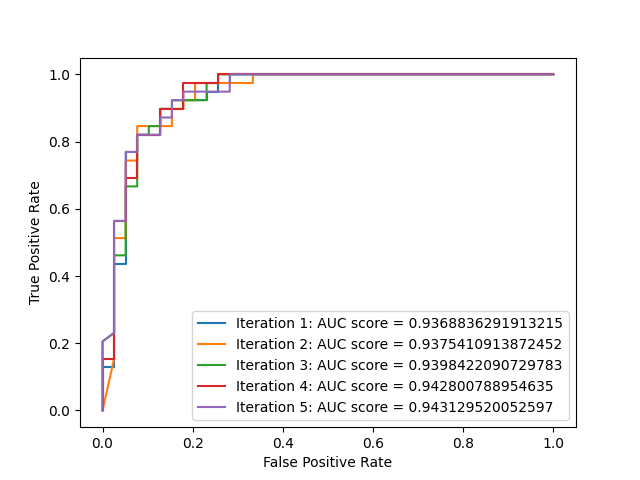 1.0
0.8
0.6
0.4
0.2
0.0
True Positive Rate
Iteration 1: AUC score = 0.9368836291913215
Iteration 2: AUC score = 0.9375410913872452
Iteration 3: AUC score = 0.9398422090729783
Iteration 4: AUC score = 0.942800788954635
Iteration 5: AUC score = 0.943129520052597
0.0 0.2 0.4 0.6 0.8 1.0
False Positive Rate